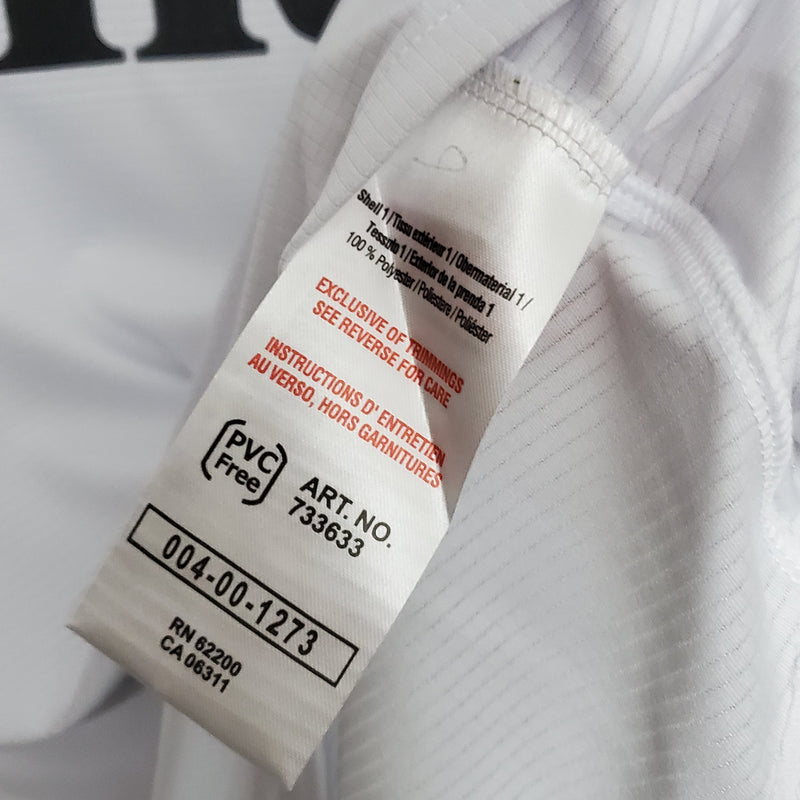 Shell 1 / Tissu extérieur 1 / Obermaterial 1 /
Tessuto 1 / Exterior de la prenda 1
100 % Polyester / Poliestere / Poliéster
EXCLUSIVE OF TRIMMINGS
SEE REVERSE FOR CARE
INSTRUCTIONS D' ENTRETIEN
AU VERSO, HORS GARNITURES
PVC
Free
ART. NO.
733633
004-00-1273
RN 62200
CA 06311